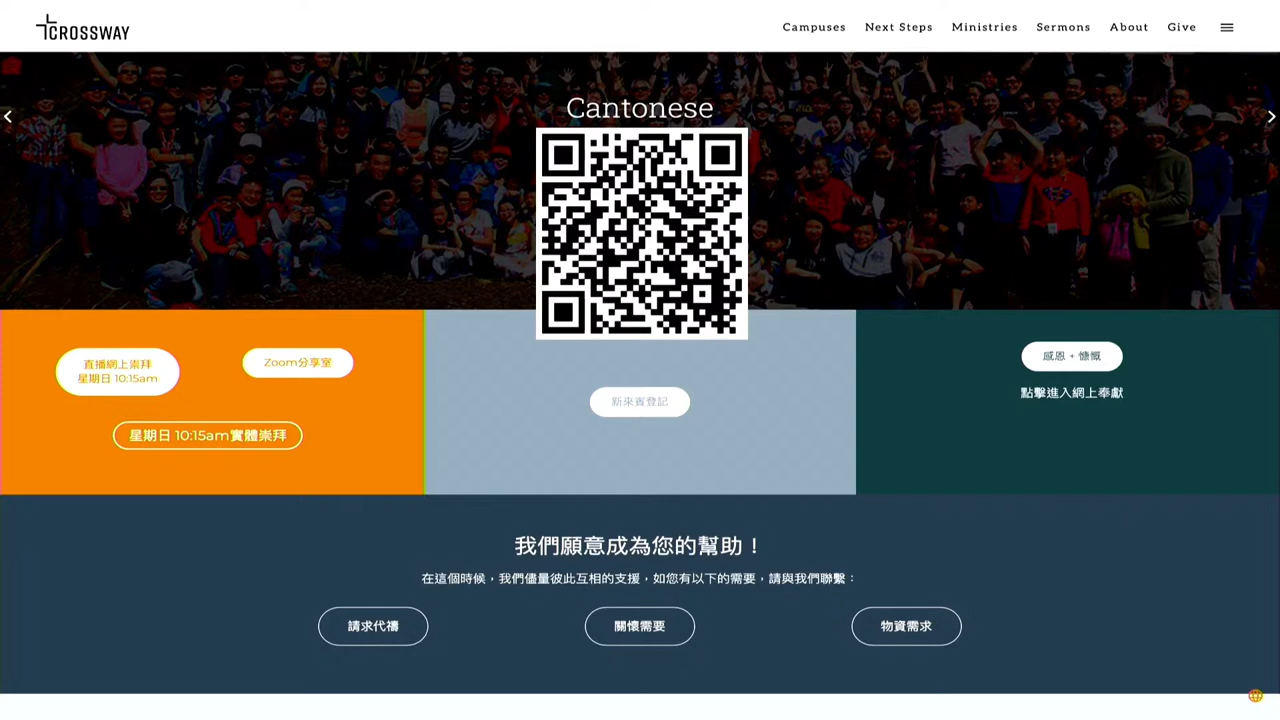 CROSSWAY
Campuses Next Steps Ministries Sermons About Give
Cantonese
直播網上崇拜
星期日 10:15am
Zoom分享室
星期日 10:15am實體崇拜
新來賓登記
感恩 + 慷慨
點擊進入網上奉獻
我們願意成為您的幫助！
在這個時候，我們儘量彼此互相的支援，如您有以下的需要，請與我們聯繫：
請求代禱
關懷需要
物資需求